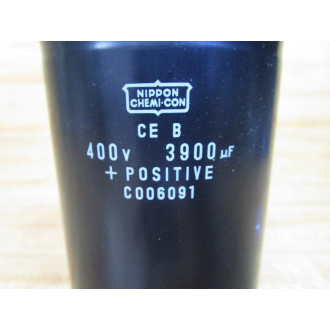 NIPPON
CHEMI-CON
CE B
400V 3900µF
+ POSITIVE
C006091